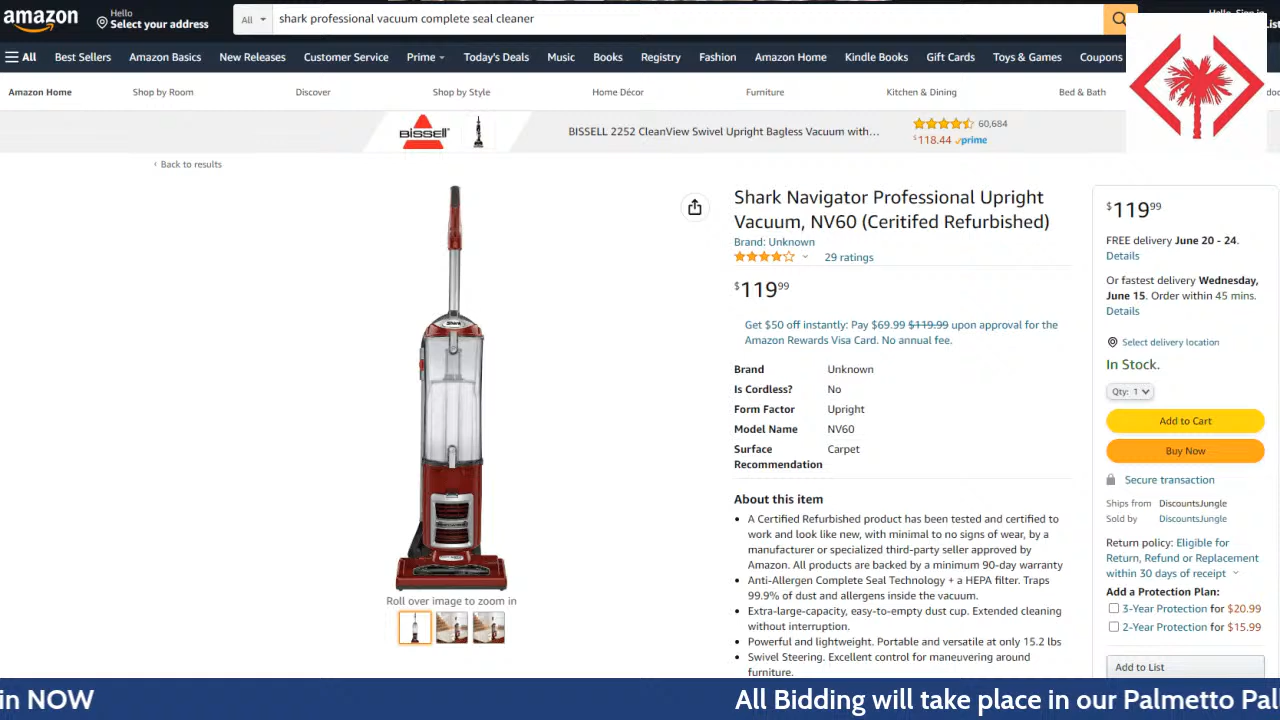 amazon
Hello
Select your address
All
shark professional vacuum complete seal cleaner
All
Best Sellers
Amazon Basics
New Releases
Customer Service
Prime
Today's Deals
Music
Books
Registry
Fashion
Amazon Home
Kindle Books
Gift Cards
Toys & Games
Coupons
Amazon Home
Shop by Room
Discover
Shop by Style
Home Décor
Furniture
Kitchen & Dining
Bed & Bath
BISSELL
BISSELL 2252 CleanView Swivel Upright Bagless Vacuum with...
60,684
$118.44 prime
‹ Back to results
Shark Navigator Professional Upright
Vacuum, NV60 (Ceritifed Refurbished)
Brand: Unknown
29 ratings
$119⁹⁹
Get $50 off instantly: Pay $69.99 $119.99 upon approval for the
Amazon Rewards Visa Card. No annual fee.
Brand Unknown
Is Cordless? No
Form Factor Upright
Model Name NV60
Surface Carpet
Recommendation
About this item
• A Certified Refurbished product has been tested and certified to
work and look like new, with minimal to no signs of wear, by a
manufacturer or specialized third-party seller approved by
Amazon. All products are backed by a minimum 90-day warranty
• Anti-Allergen Complete Seal Technology + a HEPA filter. Traps
99.9% of dust and allergens inside the vacuum.
• Extra-large-capacity, easy-to-empty dust cup. Extended cleaning
without interruption.
• Powerful and lightweight. Portable and versatile at only 15.2 lbs
• Swivel Steering. Excellent control for maneuvering around
furniture.
Shark
Roll over image to zoom in
$119⁹⁹
FREE delivery June 20 - 24.
Details
Or fastest delivery Wednesday,
June 15. Order within 45 mins.
Details
Select delivery location
In Stock.
Qty: 1
Add to Cart
Buy Now
Secure transaction
Ships from DiscountsJungle
Sold by DiscountsJungle
Return policy: Eligible for
Return, Refund or Replacement
within 30 days of receipt
Add a Protection Plan:
3-Year Protection for $20.99
2-Year Protection for $15.99
Add to List
in NOW
All Bidding will take place in our Palmetto Pal